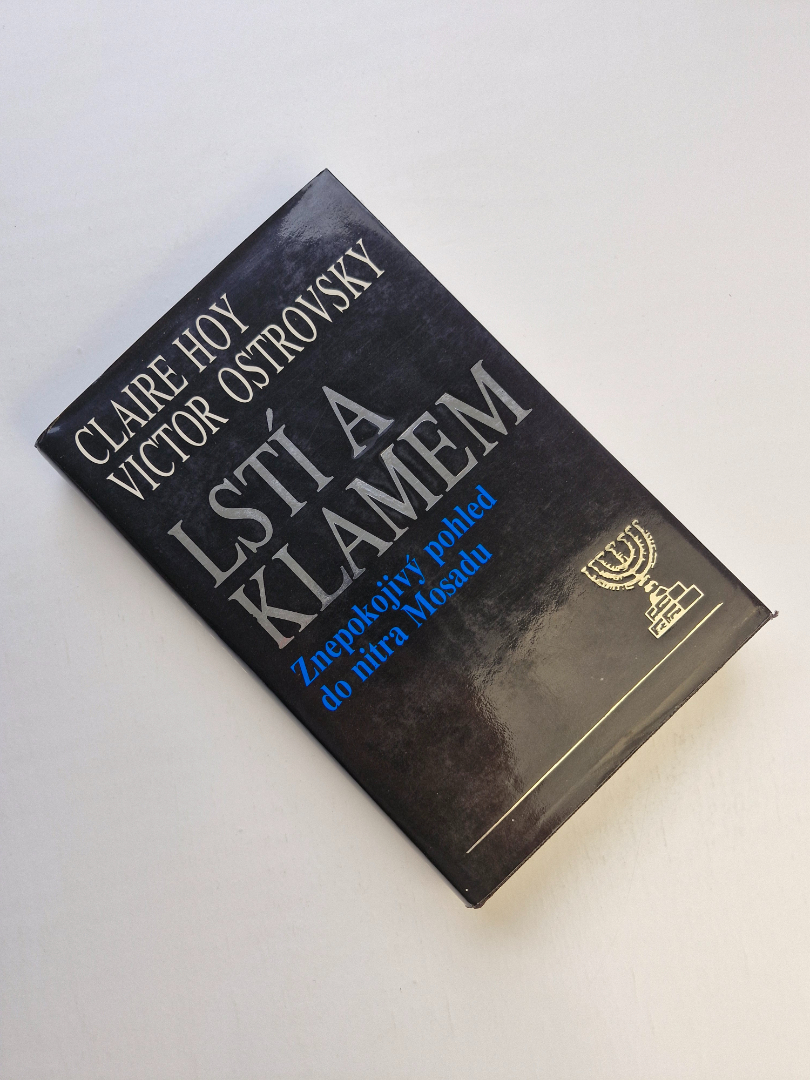 CLAIRE HOY
VICTOR OSTROVSKY
LSTÍ A
KLAMEM
Znepokojivý pohled
do nitra Mosadu